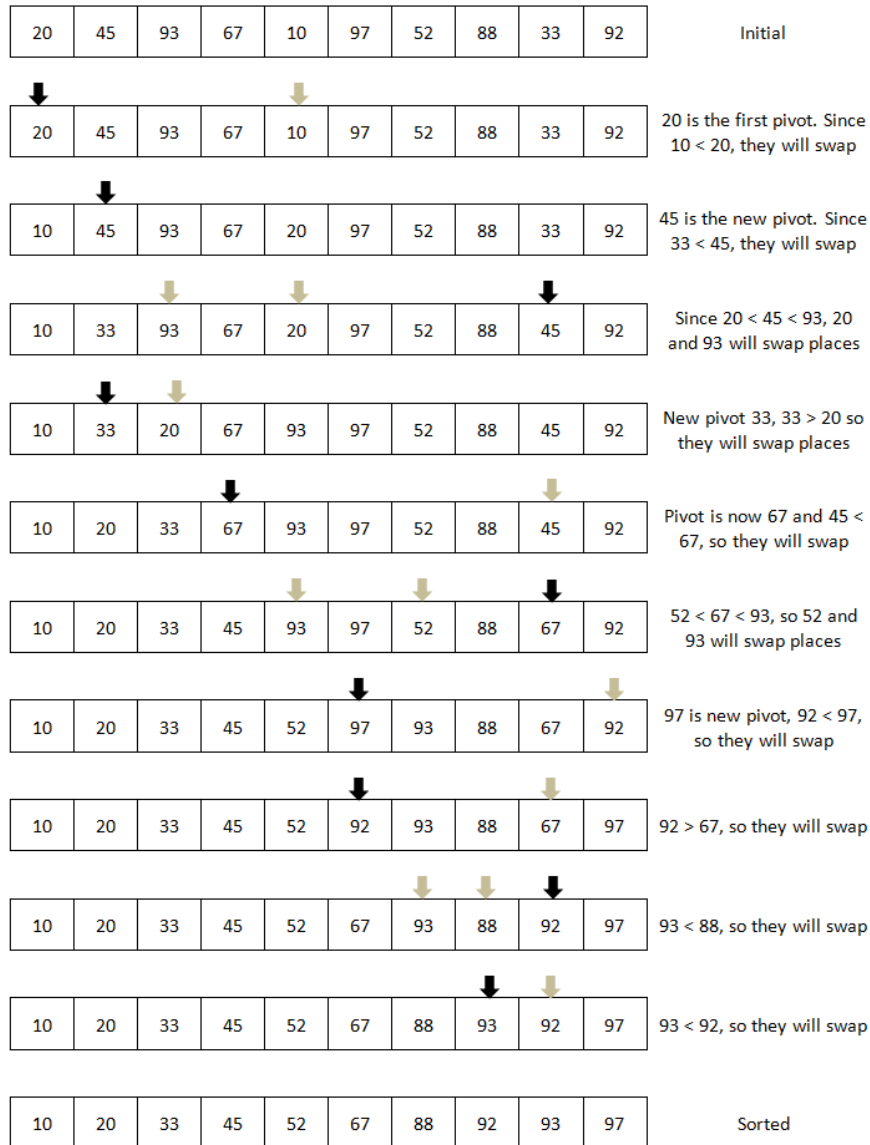 20 45 93 67 10 97 52 88 33 92 Initial
20 45 93 67 10 97 52 88 33 92
20 is the first pivot. Since
10 < 20, they will swap
10 45 93 67 20 97 52 88 33 92
45 is the new pivot. Since
33 < 45, they will swap
10 33 93 67 20 97 52 88 45 92
Since 20 < 45 < 93, 20
and 93 will swap places
10 33 20 67 93 97 52 88 45 92
New pivot 33, 33 > 20 so
they will swap places
10 20 33 67 93 97 52 88 45 92
Pivot is now 67 and 45 <
67, so they will swap
10 20 33 45 93 97 52 88 67 92
52 < 67 < 93, so 52 and
93 will swap places
10 20 33 45 52 97 93 88 67 92
97 is new pivot, 92 < 97,
so they will swap
10 20 33 45 52 92 93 88 67 97 92 > 67, so they will swap
10 20 33 45 52 67 93 88 92 97 93 < 88, so they will swap
10 20 33 45 52 67 88 93 92 97 93 < 92, so they will swap
10 20 33 45 52 67 88 92 93 97 Sorted